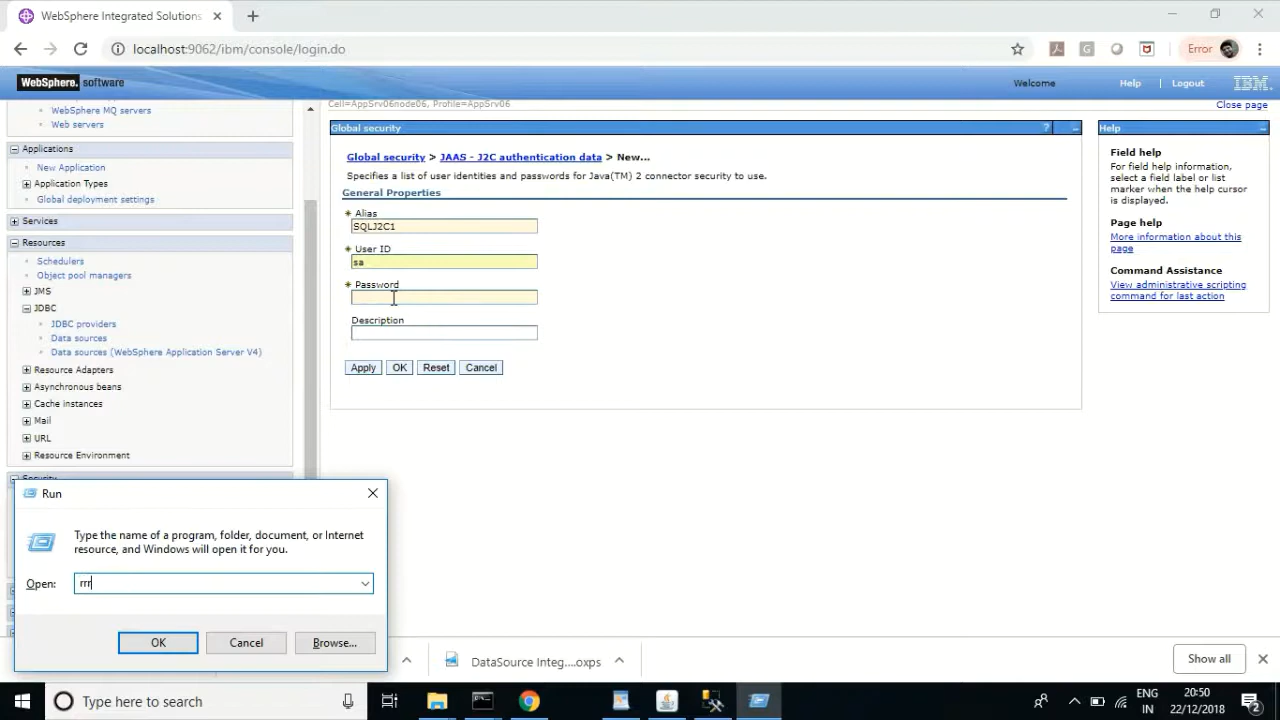 WebSphere Integrated Solutions
localhost:9062/ibm/console/login.do
Error
WebSphere. software
Welcome
Help
Logout
IBM.
Cell=AppSrv06node06, Profile=AppSrv06
Close page
WebSphere MQ servers
Web servers
Applications
New Application
Application Types
Global deployment settings
Services
Resources
Schedulers
Object pool managers
JMS
JDBC
JDBC providers
Data sources
Data sources (WebSphere Application Server V4)
Resource Adapters
Asynchronous beans
Cache instances
Mail
URL
Resource Environment
Security
Global security
Global security > JAAS - J2C authentication data > New...
Specifies a list of user identities and passwords for Java(TM) 2 connector security to use.
General Properties
* Alias
SQLJ2C1
* User ID
sa
* Password
Description
Apply
OK
Reset
Cancel
Help
Field help
For field help information,
select a field label or list
marker when the help cursor
is displayed.
Page help
More information about this
page
Command Assistance
View administrative scripting
command for last action
Run
Type the name of a program, folder, document, or Internet
resource, and Windows will open it for you.
Open:
rrr
OK
Cancel
Browse...
DataSource Integ....oxps
Show all
Type here to search
ENG
IN
20:50
22/12/2018
2